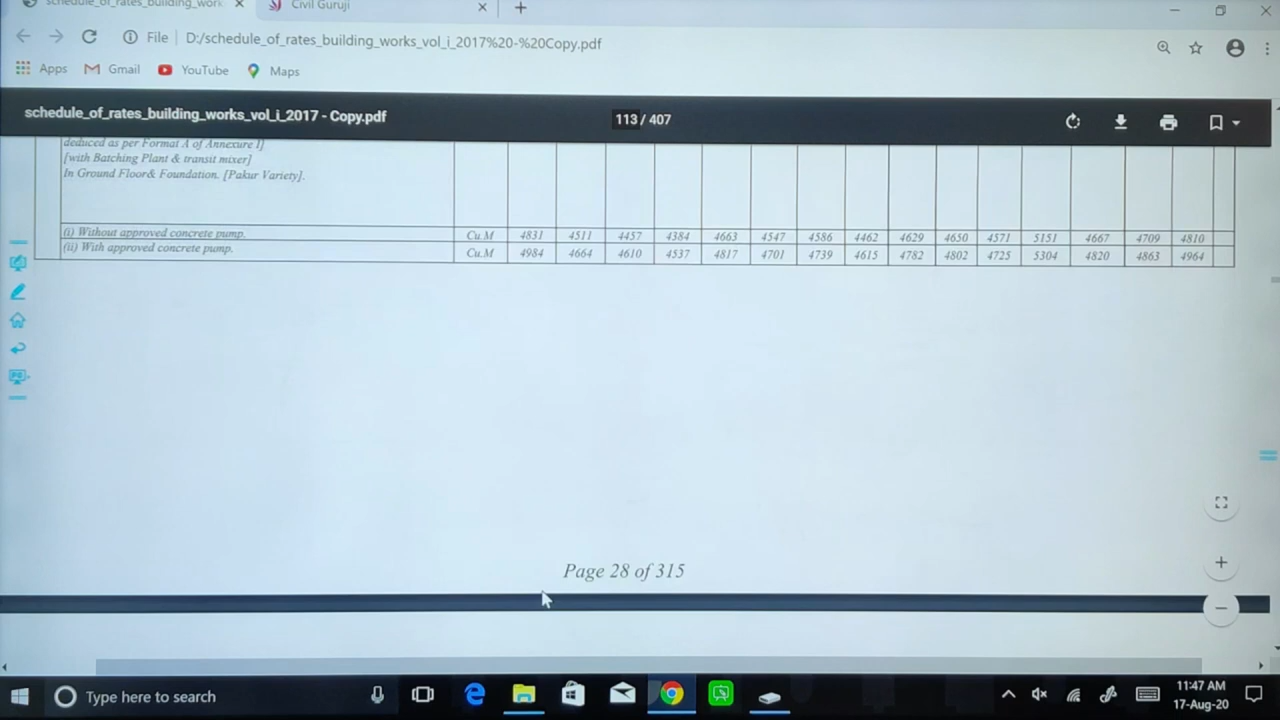 schedule_of_rates_building_work
Civil Guruji
File
D:/schedule_of_rates_building_works_vol_i_2017%20-%20Copy.pdf
Apps
Gmail
YouTube
Maps
schedule_of_rates_building_works_vol_i_2017 - Copy.pdf
113 / 407
deduced as per Format A of Annexure I]
[with Batching Plant & transit mixer]
In Ground Floor& Foundation. [Pakur Variety].
(i) Without approved concrete pump. Cu.M 4831 4511 4457 4384 4663 4547 4586 4462 4629 4650 4571 5151 4667 4709 4810
(ii) With approved concrete pump. Cu.M 4984 4664 4610 4537 4817 4701 4739 4615 4782 4802 4725 5304 4820 4863 4964
Page 28 of 315
Type here to search
11:47 AM
17-Aug-20